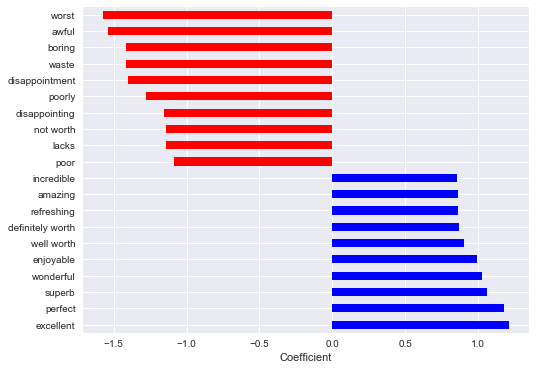 worst
awful
boring
waste
disappointment
poorly
disappointing
not worth
lacks
poor
incredible
amazing
refreshing
definitely worth
well worth
enjoyable
wonderful
superb
perfect
excellent
−1.5 −1.0 −0.5 0.0 0.5 1.0
Coefficient